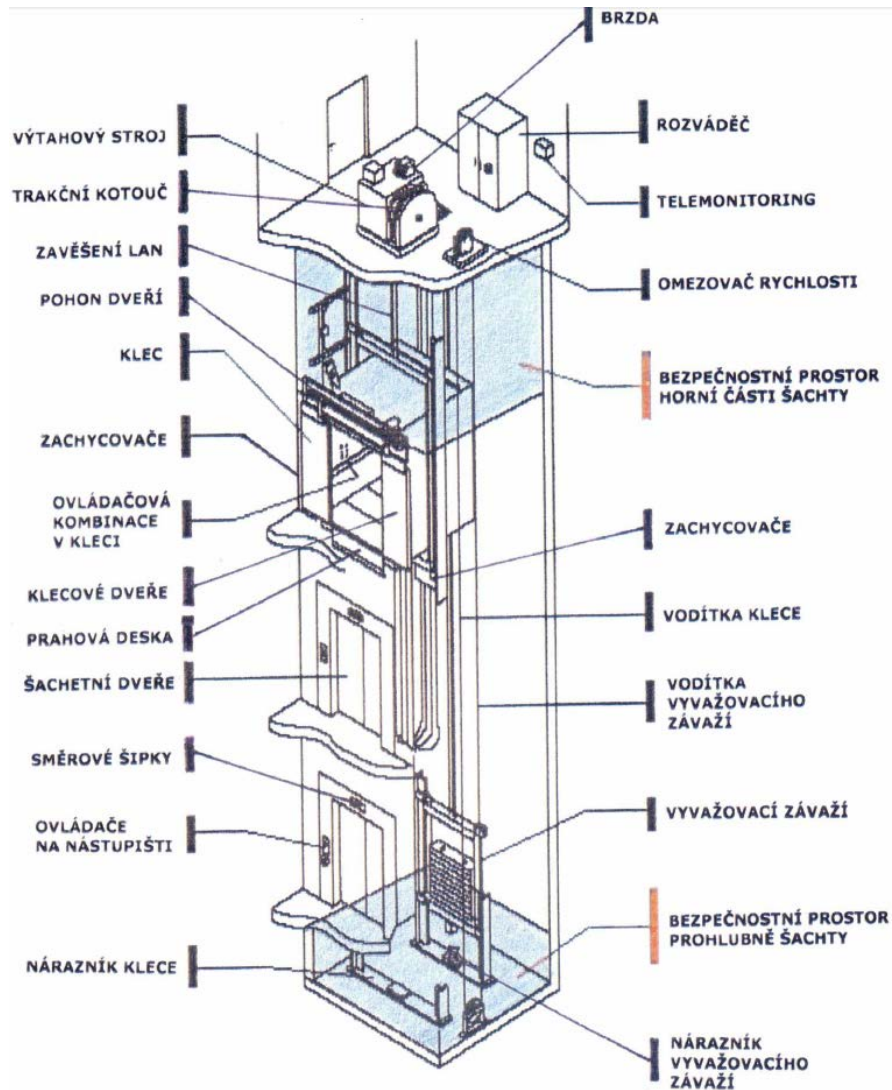 BRZDA
VÝTAHOVÝ STROJ
TRAKČNÍ KOTOUČ
ZAVĚŠENÍ LAN
POHON DVEŘÍ
KLEC
ZACHYCOVAČE
OVLÁDAČOVÁ
KOMBINACE
V KLECI
KLECOVÉ DVEŘE
PRAHOVÁ DESKA
ŠACHETNÍ DVEŘE
SMĚROVÉ ŠIPKY
OVLÁDAČE
NA NÁSTUPIŠTI
NÁRAZNÍK KLECE
ROZVÁDĚČ
TELEMONITORING
OMEZOVAČ RYCHLOSTI
BEZPEČNOSTNÍ PROSTOR
HORNÍ ČÁSTI ŠACHTY
ZACHYCOVAČE
VODÍTKA KLECE
VODÍTKA
VYVAŽOVACÍHO
ZÁVAŽÍ
VYVAŽOVACÍ ZÁVAŽÍ
BEZPEČNOSTNÍ PROSTOR
PROHLUBNĚ ŠACHTY
NÁRAZNÍK
VYVAŽOVACÍHO
ZÁVAŽÍ